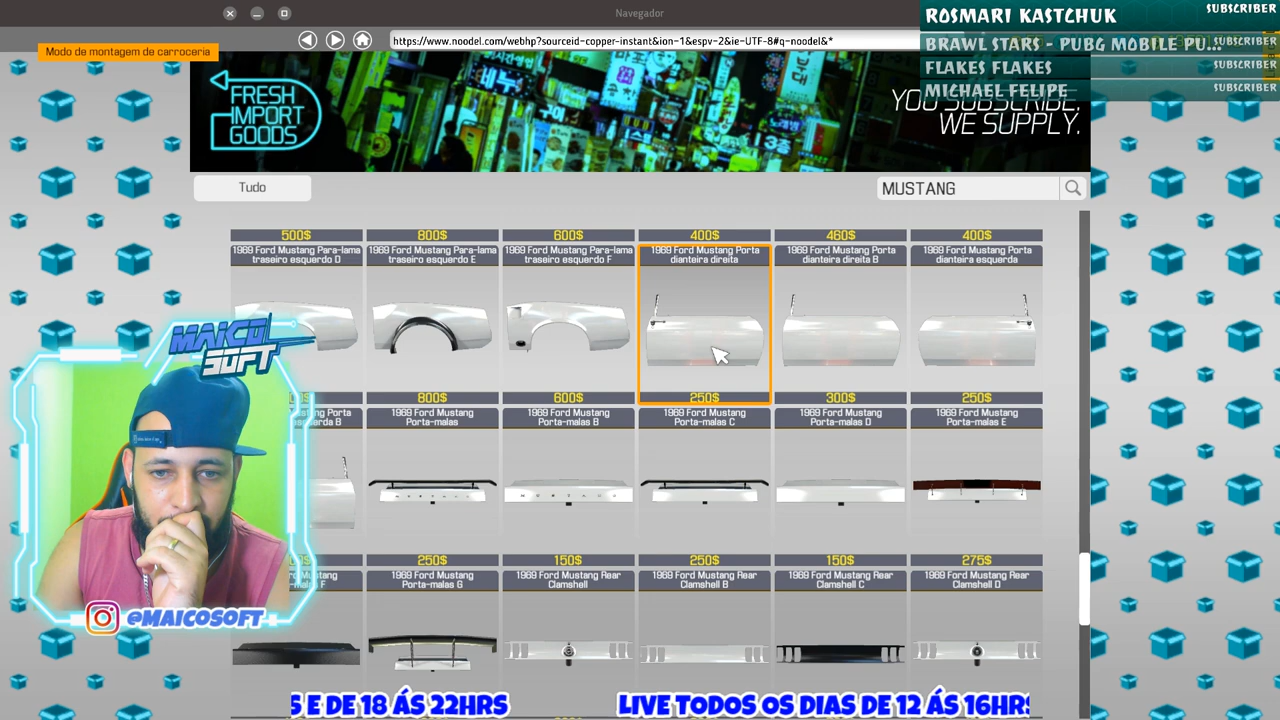 Navegador
https://www.noodel.com/webhp?sourceid-copper-instant&ion-1&espv-2&ie-UTF-8#q-noodel&*
Modo de montagem de carroceria
ROSMARI KASTCHUK SUBSCRIBER
BRAWL STARS - PUBG MOBILE PU... SUBSCRIBER
FLAKES FLAKES SUBSCRIBER
MICHAEL FELIPE SUBSCRIBER
FRESH
IMPORT
GOODS
YOU SUBSCRIBE,
WE SUPPLY.
Tudo
MUSTANG
500$ 800$ 600$ 400$ 460$ 400$
1969 Ford Mustang Para-lama traseiro esquerdo D
1969 Ford Mustang Para-lama traseiro esquerdo E
1969 Ford Mustang Para-lama traseiro esquerdo F
1969 Ford Mustang Porta dianteira direita
1969 Ford Mustang Porta dianteira direita B
1969 Ford Mustang Porta dianteira esquerda
800$ 600$ 250$ 300$ 250$
Porta
B
1969 Ford Mustang Porta-malas
1969 Ford Mustang Porta-malas B
1969 Ford Mustang Porta-malas C
1969 Ford Mustang Porta-malas D
1969 Ford Mustang Porta-malas E
250$ 150$ 250$ 150$ 275$
F
1969 Ford Mustang Porta-malas G
1969 Ford Mustang Rear Clamshell
1969 Ford Mustang Rear Clamshell B
1969 Ford Mustang Rear Clamshell C
1969 Ford Mustang Rear Clamshell D
MAICO
SOFT
@MAICOSOFT
S E DE 18 ÁS 22HRS LIVE TODOS OS DIAS DE 12 ÁS 16HRS